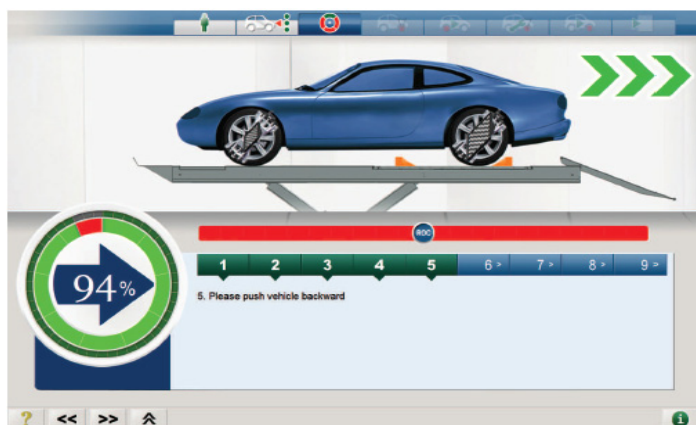 ROC
94%
1 2 3 4 5 6 > 7 > 8 > 9 >
5. Please push vehicle backward
? << >> i